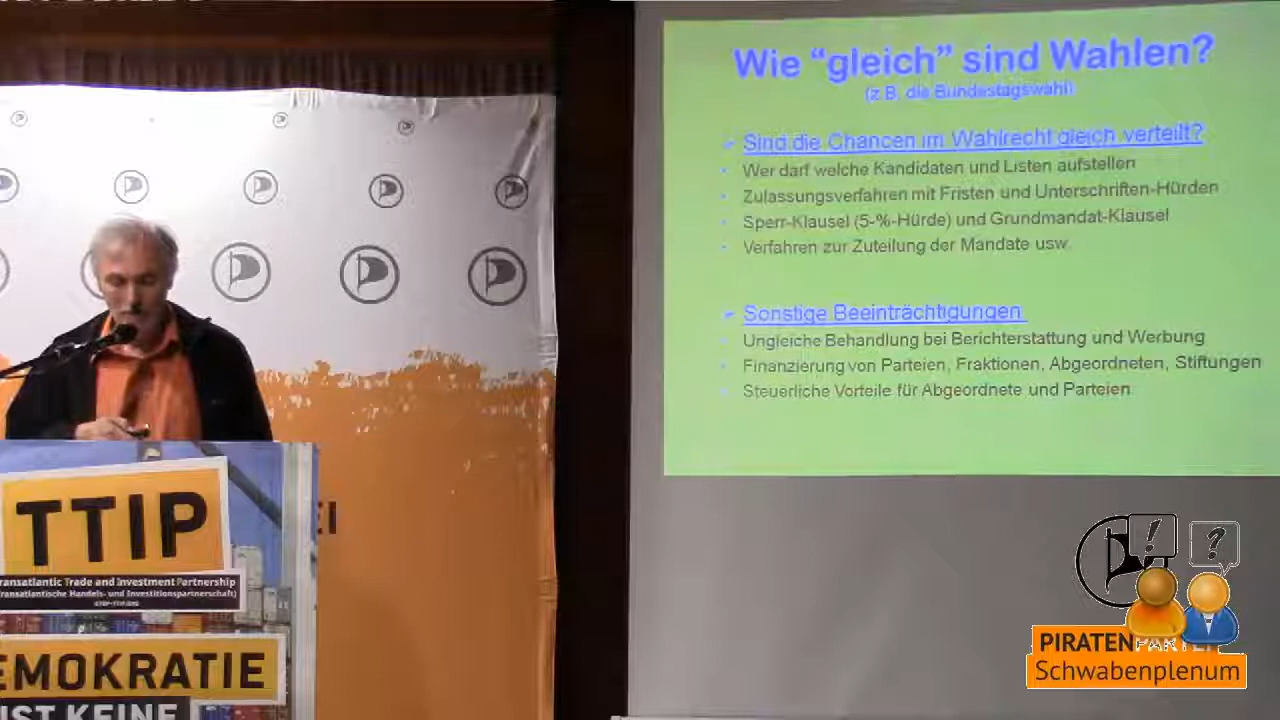 Wie “gleich” sind Wahlen?
(z.B. die Bundestagswahl)
Sind die Chancen im Wahlrecht gleich verteilt?
Wer darf welche Kandidaten und Listen aufstellen
Zulassungsverfahren mit Fristen und Unterschriften-Hürden
Sperr-Klausel (5-%-Hürde) und Grundmandat-Klausel
Verfahren zur Zuteilung der Mandate usw.
Sonstige Beeinträchtigungen
Ungleiche Behandlung bei Berichterstattung und Werbung
Finanzierung von Parteien, Fraktionen, Abgeordneten, Stiftungen
Steuerliche Vorteile für Abgeordnete und Parteien
EI
TTIP
ransatlantic Trade and Investment Partnership
ransatlantische Handels- und Investitionspartnerschaft)
EMOKRATIE
IST KEINE
! ?
PIRATENPARTEI
Schwabenplenum